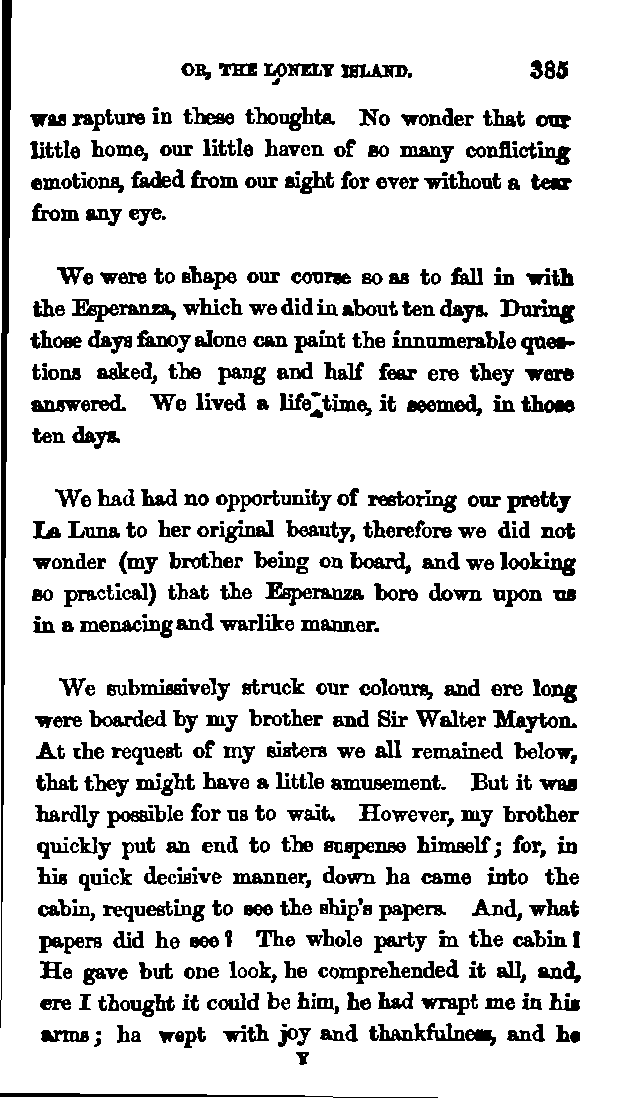 OR, THE LONELY ISLAND. 385
was rapture in these thoughts. No wonder that our
little home, our little haven of so many conflicting
emotions, faded from our sight for ever without a tear
from any eye.
We were to shape our course so as to fall in with
the Esperanza, which we did in about ten days. During
those days fancy alone can paint the innumerable ques-
tions asked, the pang and half fear ere they were
answered. We lived a life-time, it seemed, in those
ten days.
We had had no opportunity of restoring our pretty
La Luna to her original beauty, therefore we did not
wonder (my brother being on board, and we looking
so practical) that the Esperanza bore down upon us
in a menacing and warlike manner.
We submissively struck our colours, and ere long
were boarded by my brother and Sir Walter Mayton.
At the request of my sisters we all remained below,
that they might have a little amusement. But it was
hardly possible for us to wait. However, my brother
quickly put an end to the suspense himself; for, in
his quick decisive manner, down ha came into the
cabin, requesting to see the ship's papers. And, what
papers did he see? The whole party in the cabin!
He gave but one look, he comprehended it all, and,
ere I thought it could be him, he had wrapt me in his
arms; ha wept with joy and thankfulness, and he
Y